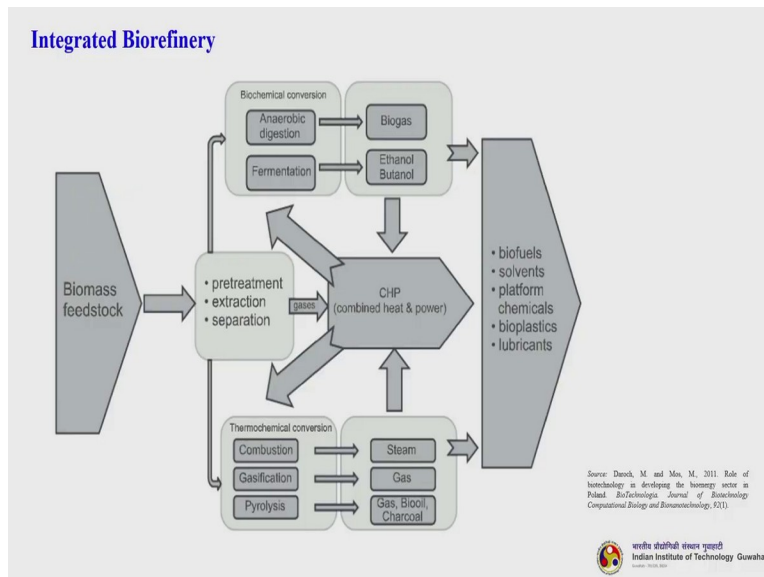 Integrated Biorefinery
Biochemical conversion
Anaerobic
digestion
Biogas
Fermentation
Ethanol
Butanol
Biomass
feedstock
• pretreatment
• extraction
• separation
gases
CHP
(combined heat & power)
• biofuels
• solvents
• platform
chemicals
• bioplastics
• lubricants
Thermochemical conversion
Combustion
Steam
Gasification
Gas
Pyrolysis
Gas, Biooil,
Charcoal
Source: Daroch, M. and Mos, M., 2011. Role of
biotechnology in developing the bioenergy sector in
Poland. BioTechnologia. Journal of Biotechnology
Computational Biology and Bionanotechnology, 92(1).
भारतीय प्रौद्योगिकी संस्थान गुवाहाटी
Indian Institute of Technology Guwaha